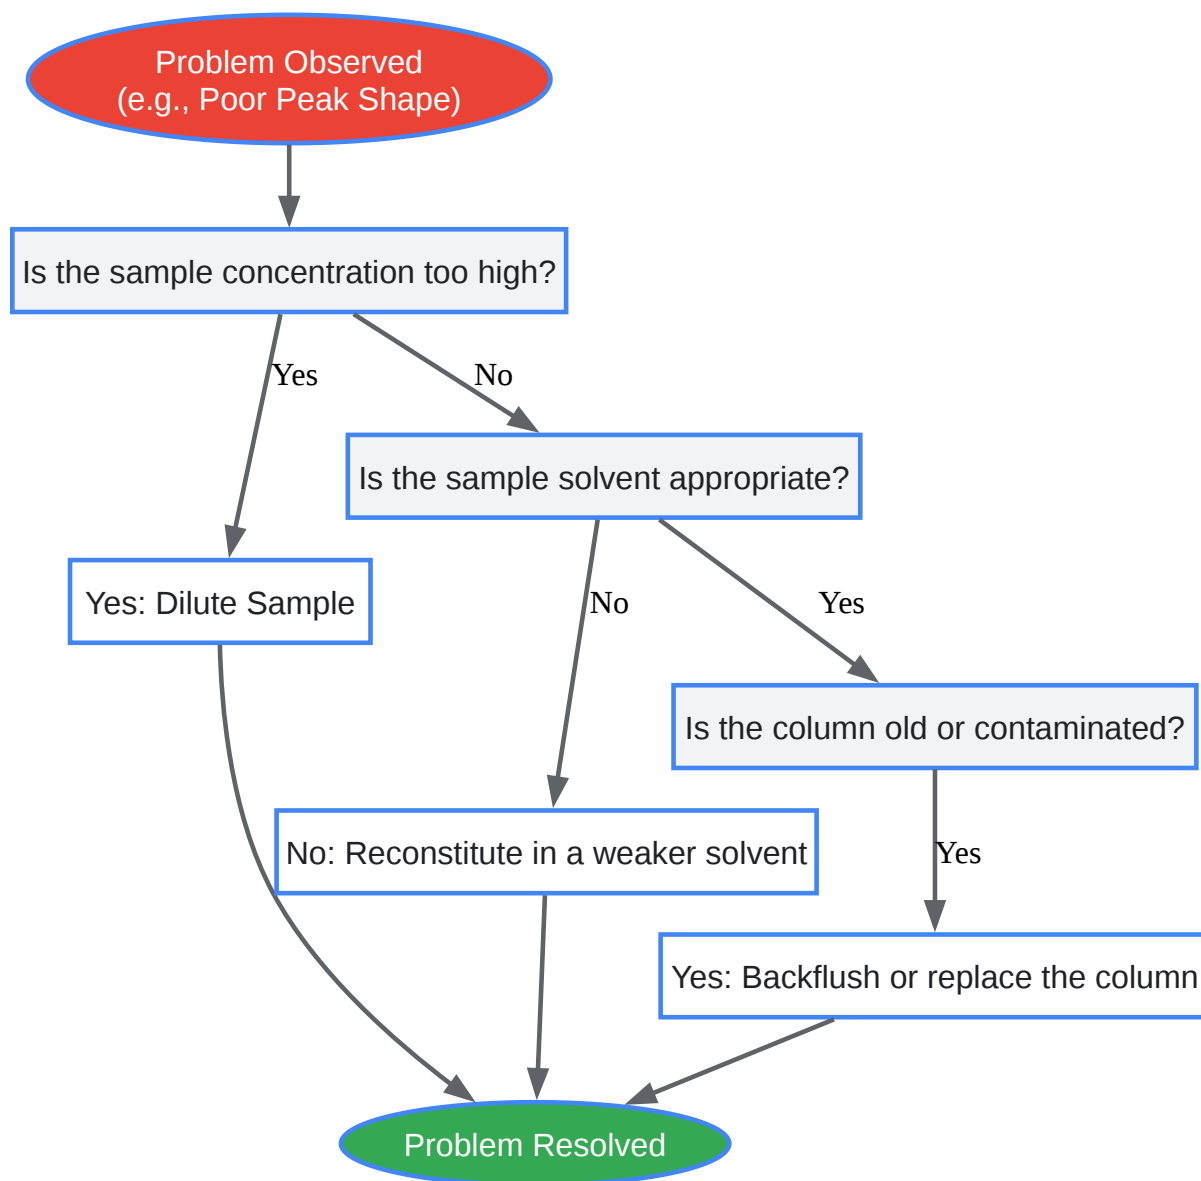 Problem Observed
(e.g., Poor Peak Shape)
Is the sample concentration too high?
Yes
No
Is the sample solvent appropriate?
Yes: Dilute Sample
No
Yes
Is the column old or contaminated?
No: Reconstitute in a weaker solvent
Yes
Yes: Backflush or replace the column
Problem Resolved